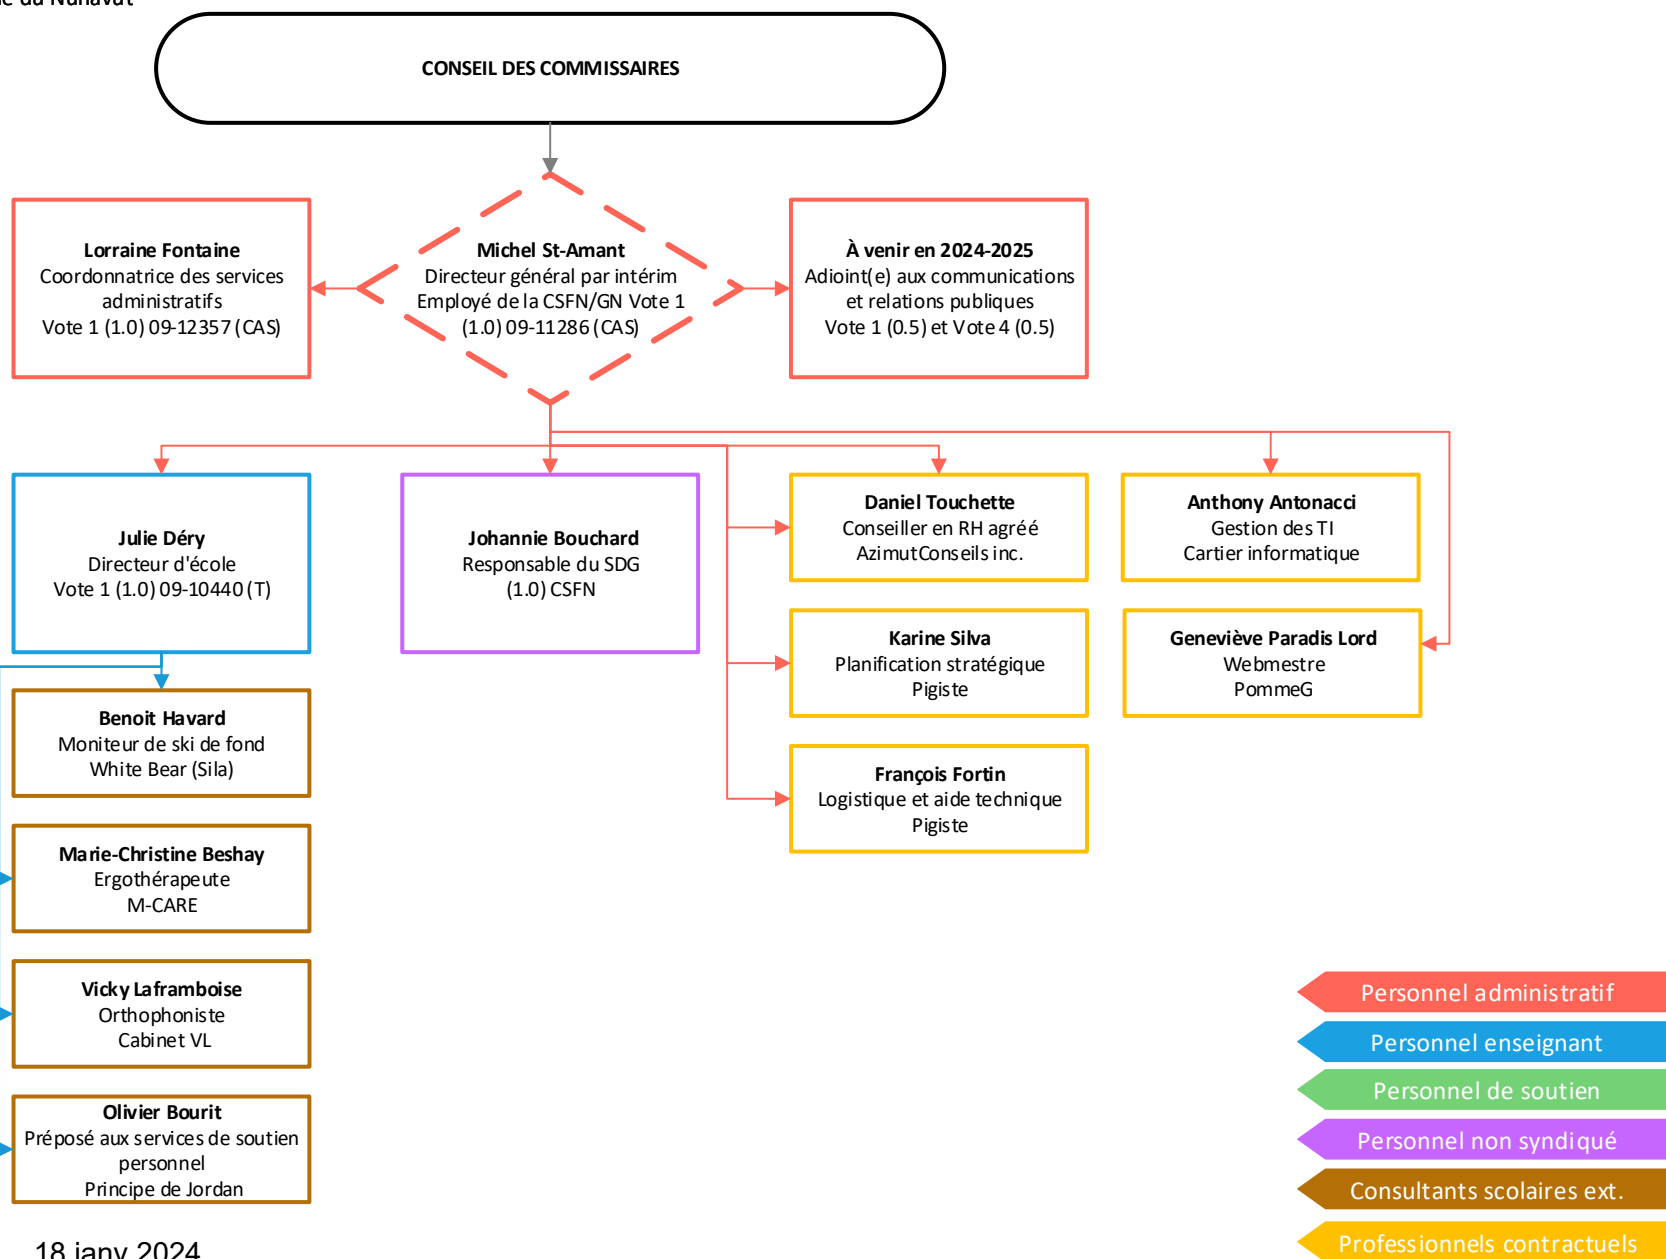 du Nunavut
CONSEIL DES COMMISSAIRES
Lorraine Fontaine
Coordonnatrice des services
administratifs
Vote 1 (1.0) 09-12357 (CAS)
Michel St-Amant
Directeur général par intérim
Employé de la CSFN/GN Vote 1
(1.0) 09-11286 (CAS)
À venir en 2024-2025
Adioint(e) aux communications
et relations publiques
Vote 1 (0.5) et Vote 4 (0.5)
Julie Déry
Directeur d'école
Vote 1 (1.0) 09-10440 (T)
Johannie Bouchard
Responsable du SDG
(1.0) CSFN
Daniel Touchette
Conseiller en RH agréé
AzimutConseils inc.
Anthony Antonacci
Gestion des TI
Cartier informatique
Karine Silva
Planification stratégique
Pigiste
Geneviève Paradis Lord
Webmestre
PommeG
François Fortin
Logistique et aide technique
Pigiste
Benoit Havard
Moniteur de ski de fond
White Bear (Sila)
Marie-Christine Beshay
Ergothérapeute
M-CARE
Vicky Laframboise
Orthophoniste
Cabinet VL
Olivier Bourit
Préposé aux services de soutien
personnel
Principe de Jordan
Personnel administratif
Personnel enseignant
Personnel de soutien
Personnel non syndiqué
Consultants scolaires ext.
Professionnels contractuels
18 janv 2024